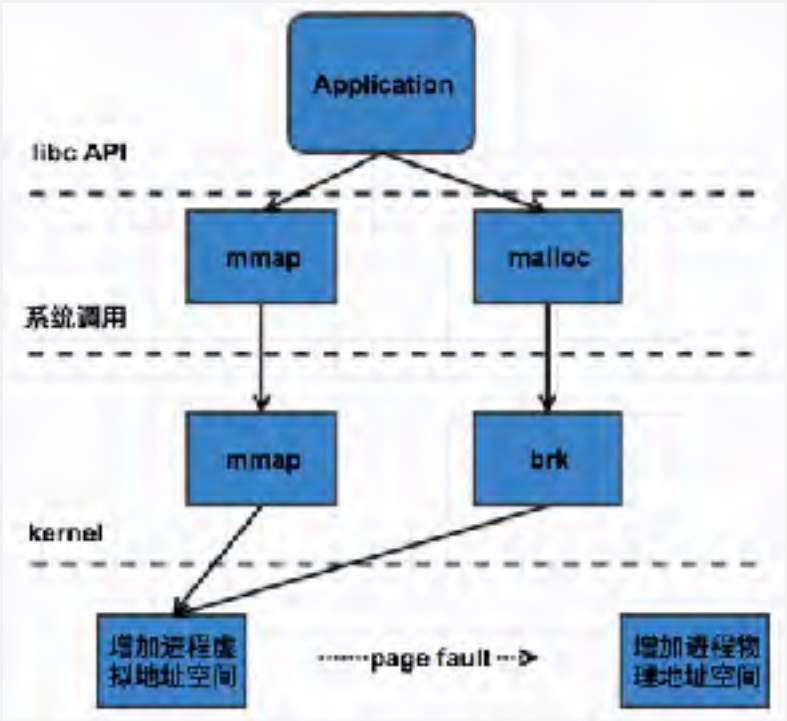 Application
libc API
mmap
malloc
系统调用
mmap
brk
kernel
增加进程虚
拟地址空间
page fault
增加进程物
理地址空间